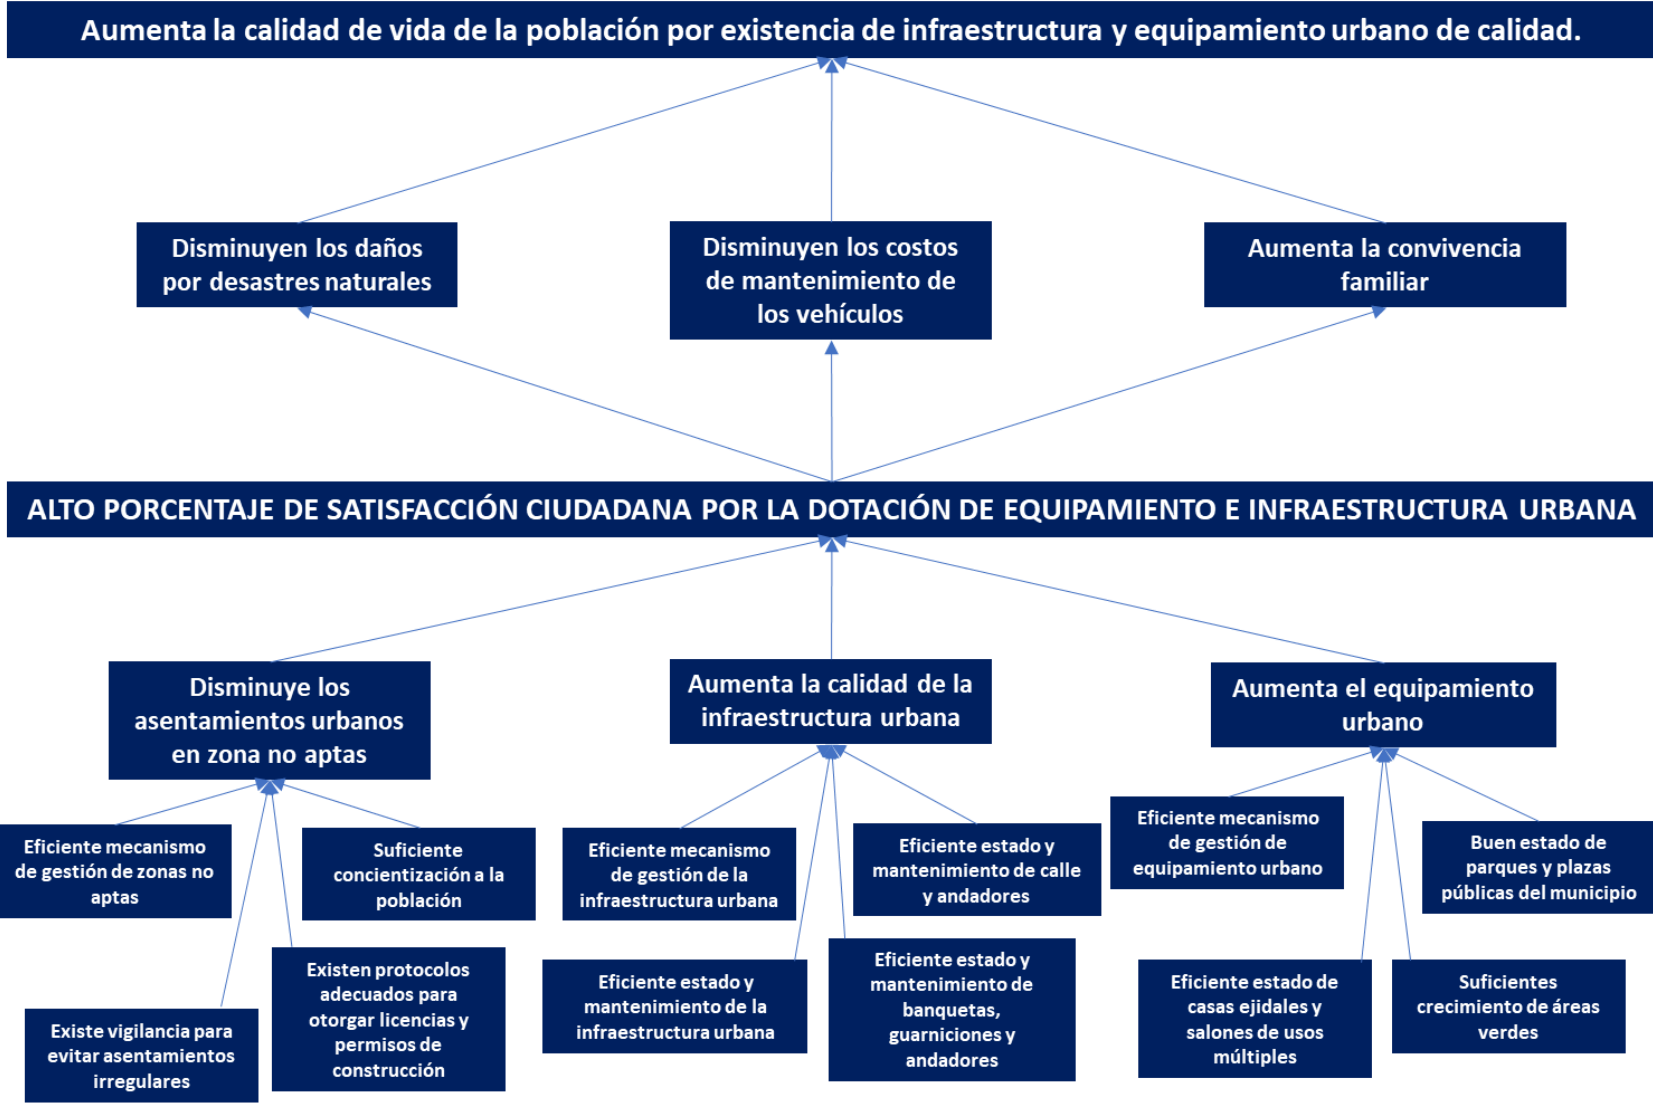 Aumenta la calidad de vida de la población por existencia de infraestructura y equipamiento urbano de calidad.
Disminuyen los daños
por desastres naturales
Disminuyen los costos
de mantenimiento de
los vehículos
Aumenta la convivencia
familiar
ALTO PORCENTAJE DE SATISFACCIÓN CIUDADANA POR LA DOTACIÓN DE EQUIPAMIENTO E INFRAESTRUCTURA URBANA
Disminuye los
asentamientos urbanos
en zona no aptas
Aumenta la calidad de la
infraestructura urbana
Aumenta el equipamiento
urbano
Eficiente mecanismo
de gestión de zonas no
aptas
Suficiente
concientización a la
población
Eficiente mecanismo
de gestión de la
infraestructura urbana
Eficiente estado y
mantenimiento de calle
y andadores
Eficiente mecanismo
de gestión de
equipamiento urbano
Buen estado de
parques y plazas
públicas del municipio
Existe vigilancia para
evitar asentamientos
irregulares
Existen protocolos
adecuados para
otorgar licencias y
permisos de
construcción
Eficiente estado y
mantenimiento de la
infraestructura urbana
Eficiente estado y
mantenimiento de
banquetas,
guarniciones y
andadores
Eficiente estado de
casas ejidales y
salones de usos
múltiples
Suficientes
crecimiento de áreas
verdes